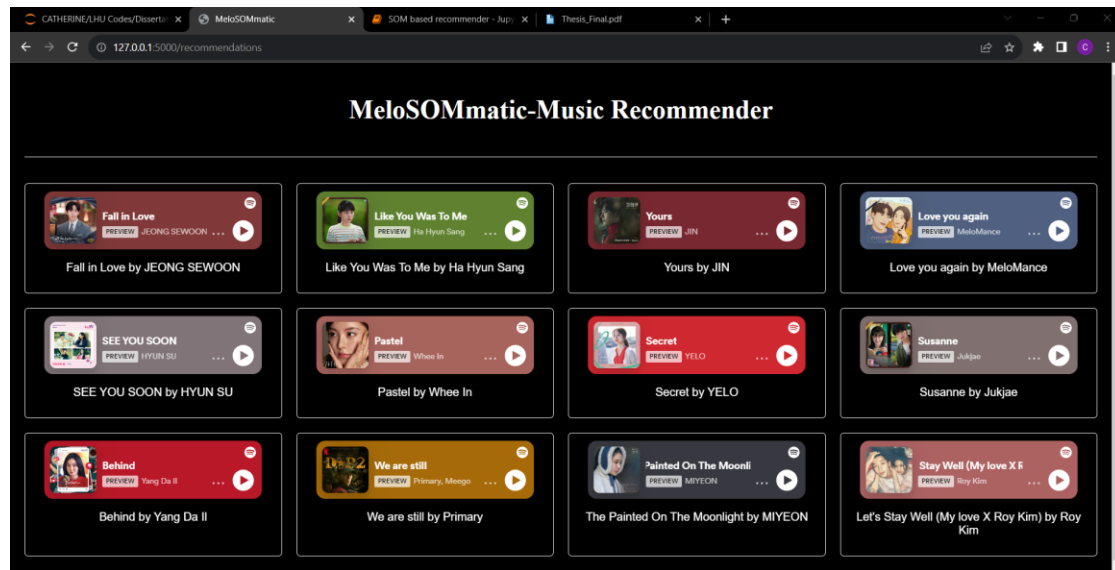 CATHERINE/LHU Codes/Dissertat
MeloSOMmatic
SOM based recommender - Jupy
Thesis_Final.pdf
127.0.0.1:5000/recommendations
C
MeloSOMmatic-Music Recommender
Fall in Love
PREVIEW JEONG SEWOON ...
Fall in Love by JEONG SEWOON
Like You Was To Me
PREVIEW Ha Hyun Sang ...
Like You Was To Me by Ha Hyun Sang
Yours
PREVIEW JIN ...
Yours by JIN
Love you again
PREVIEW MeloMance ...
Love you again by MeloMance
SEE YOU SOON
PREVIEW HYUN SU ...
SEE YOU SOON by HYUN SU
Pastel
PREVIEW Whee In ...
Pastel by Whee In
Secret
PREVIEW YELO ...
Secret by YELO
Susanne
PREVIEW Jukjae ...
Susanne by Jukjae
Behind
PREVIEW Yang Da Il ...
Behind by Yang Da Il
We are still
PREVIEW Primary, Meego ...
We are still by Primary
Painted On The Moonli
PREVIEW MIYEON ...
The Painted On The Moonlight by MIYEON
Stay Well (My love X R
PREVIEW Roy Kim ...
Let's Stay Well (My love X Roy Kim) by Roy
Kim